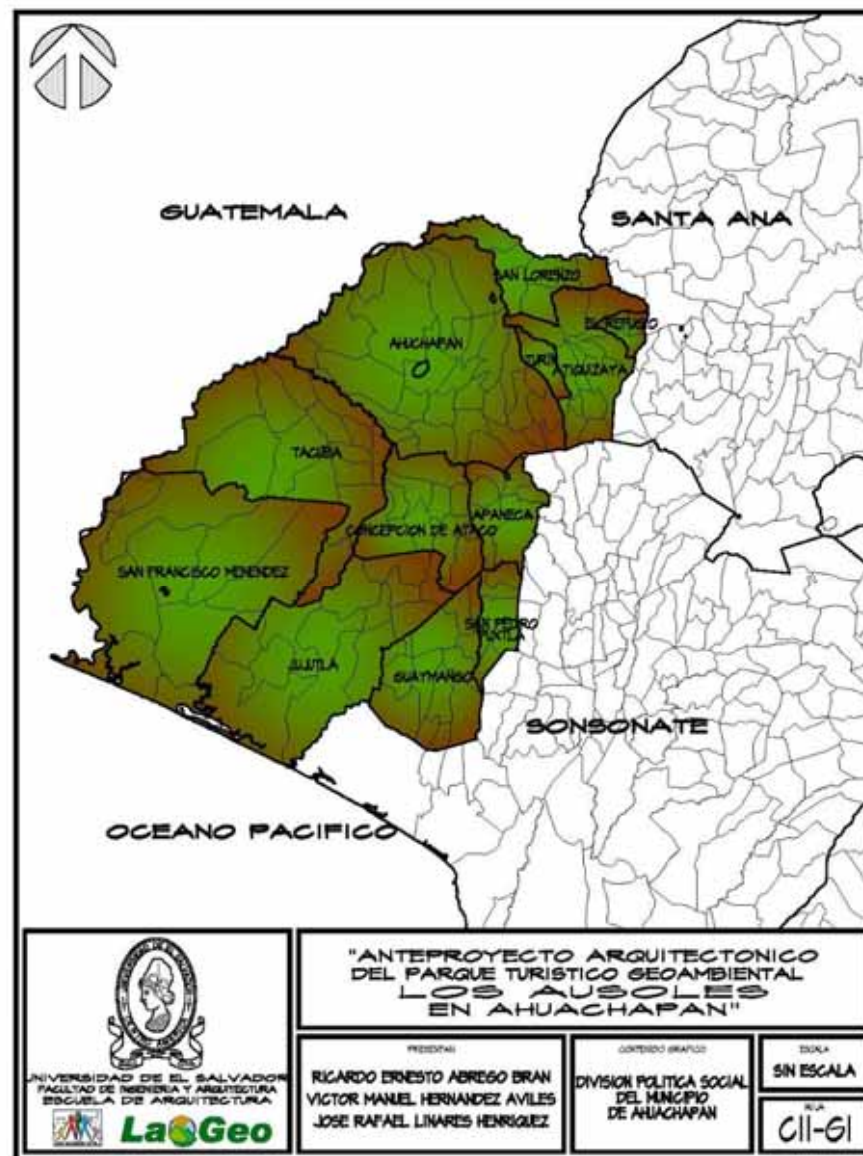 GUATEMALA
SANTA ANA
SAN LORENZO
EL REFUGIO
AHUCHAPAN
TURIN
ATIQUIZAYA
TACUBA
APANECA
CONCEPCION DE ATACO
SAN FRANCISCO MENENDEZ
SAN PEDRO
PUXTLA
JUJUTLA
GUAYMANGO
SONSONATE
OCEANO PACIFICO
UNIVERSIDAD DE EL SALVADOR
FACULTAD DE INGENIERIA Y ARQUITECTURA
ESCUELA DE ARQUITECTURA
LaGeo
"ANTEPROYECTO ARQUITECTONICO
DEL PARQUE TURISTICO GEOAMBIENTAL
LOS AUSOLES
EN AHUACHAPAN"
PRESENTAN:
RICARDO ERNESTO ABREGO BRAN
VICTOR MANUEL HERNANDEZ AVILES
JOSE RAFAEL LINARES HENRIQUEZ
CONTENIDO GRAFICO
DIVISION POLITICA SOCIAL
DEL MUNICIPIO
DE AHUACHAPAN
ESCALA
SIN ESCALA
HOJA
C11-G1